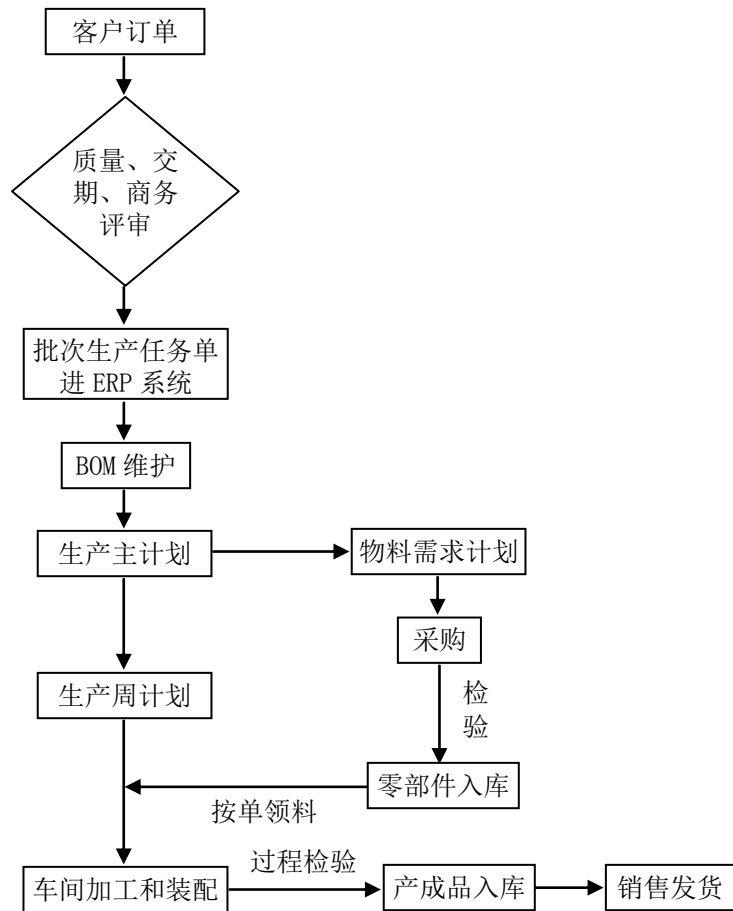 客户订单
质量、交
期、商务
评审
批次生产任务单
进 ERP 系统
BOM 维护
生产主计划
物料需求计划
采购
生产周计划
检
验
零部件入库
按单领料
过程检验
车间加工和装配
产成品入库
销售发货